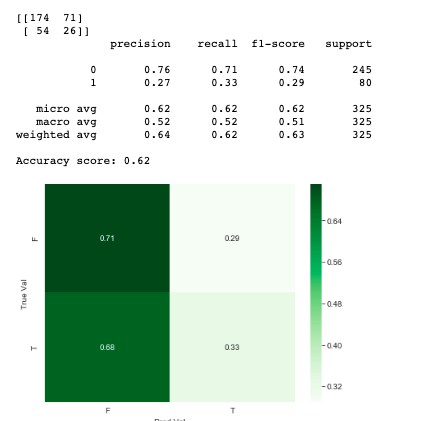 [[174 71]
[ 54 26]]
precision recall f1-score support
0 0.76 0.71 0.74 245
1 0.27 0.33 0.29 80
micro avg 0.62 0.62 0.62 325
macro avg 0.52 0.52 0.51 325
weighted avg 0.64 0.62 0.63 325
Accuracy score: 0.62
0.64
F 0.71 0.29
0.56
True Val
0.48
T 0.68 0.33
0.40
0.32
F T